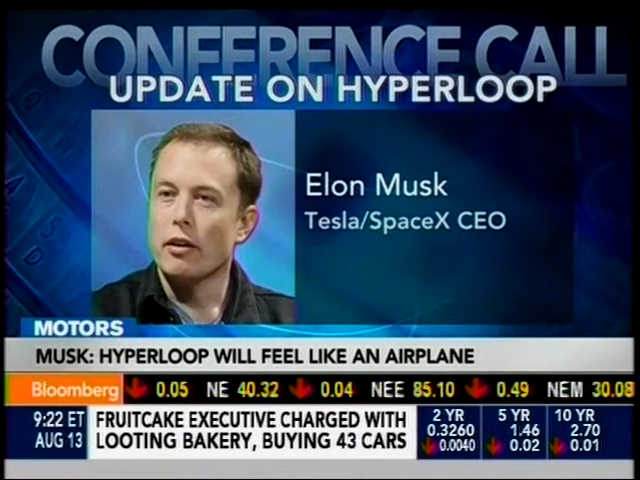 CONFERENCE CALL
UPDATE ON HYPERLOOP
Elon Musk
Tesla/SpaceX CEO
MOTORS
MUSK: HYPERLOOP WILL FEEL LIKE AN AIRPLANE
Bloomberg 0.05 NE 40.32 0.04 NEE 85.10 0.49 NEM 30.08
9:22 ET
AUG 13
FRUITCAKE EXECUTIVE CHARGED WITH
LOOTING BAKERY, BUYING 43 CARS
2 YR
0.3260
0.0040
5 YR
1.46
0.02
10 YR
2.70
0.01